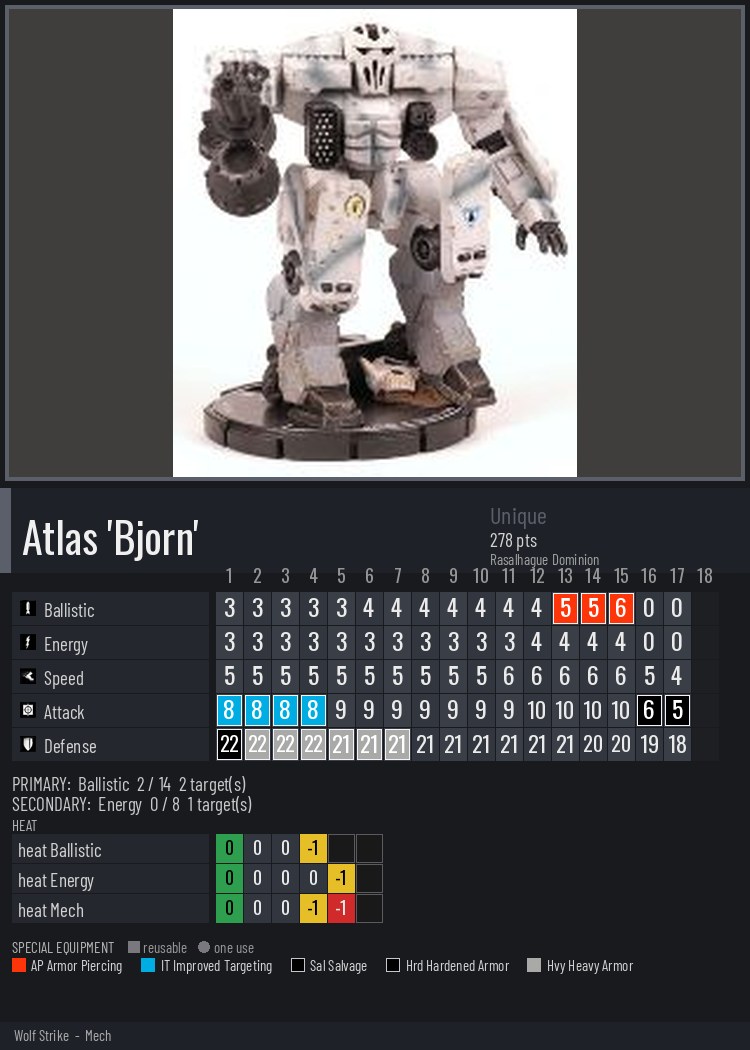 Atlas 'Bjorn'
Unique
278 pts
Rasalhague Dominion
1 2 3 4 5 6 7 8 9 10 11 12 13 14 15 16 17 18
Ballistic 3 3 3 3 3 4 4 4 4 4 4 4 5 5 6 0 0
Energy 3 3 3 3 3 3 3 3 3 3 3 4 4 4 4 0 0
Speed 5 5 5 5 5 5 5 5 5 5 6 6 6 6 6 5 4
Attack 8 8 8 8 9 9 9 9 9 9 9 10 10 10 10 6 5
Defense 22 22 22 22 21 21 21 21 21 21 21 21 21 20 20 19 18
PRIMARY: Ballistic 2 / 14 2 target(s)
SECONDARY: Energy 0 / 8 1 target(s)
HEAT
heat Ballistic 0 0 0 -1
heat Energy 0 0 0 0 -1
heat Mech 0 0 0 -1 -1
SPECIAL EQUIPMENT reusable one use
AP Armor Piercing IT Improved Targeting Sal Salvage Hrd Hardened Armor Hvy Heavy Armor
Wolf Strike - Mech